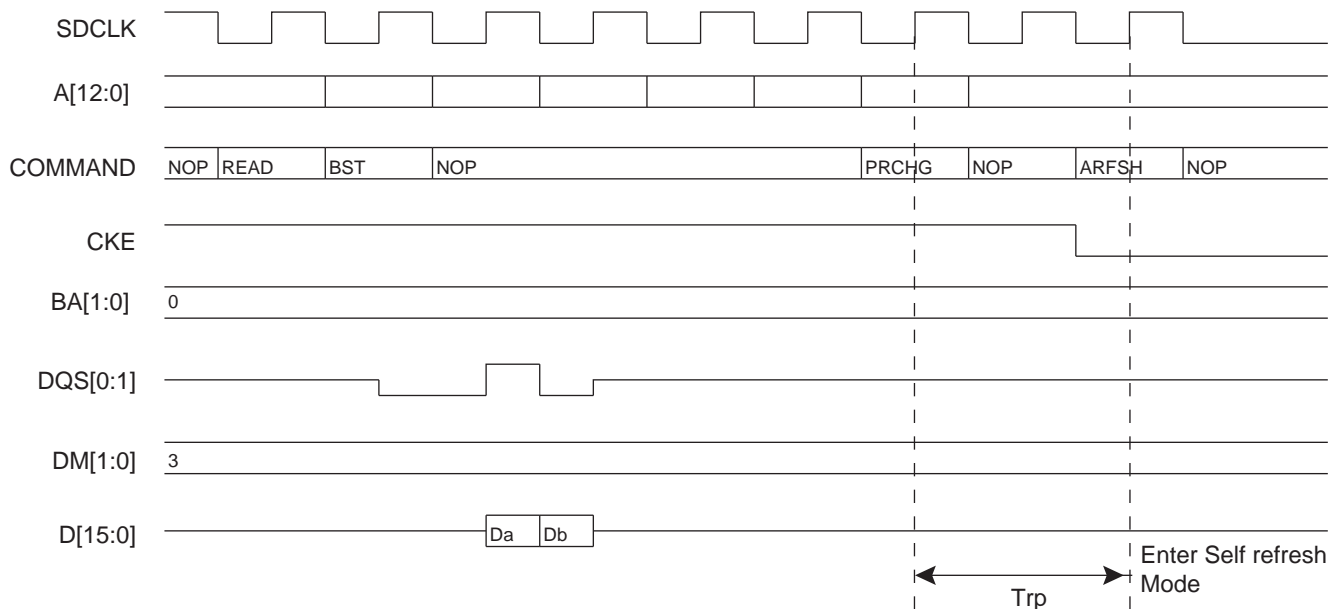 SDCLK
A[12:0]
COMMAND NOP READ BST NOP PRCHG NOP ARFSH NOP
CKE
BA[1:0] 0
DQS[0:1]
DM[1:0] 3
D[15:0] Da Db
Trp
Enter Self refresh
Mode